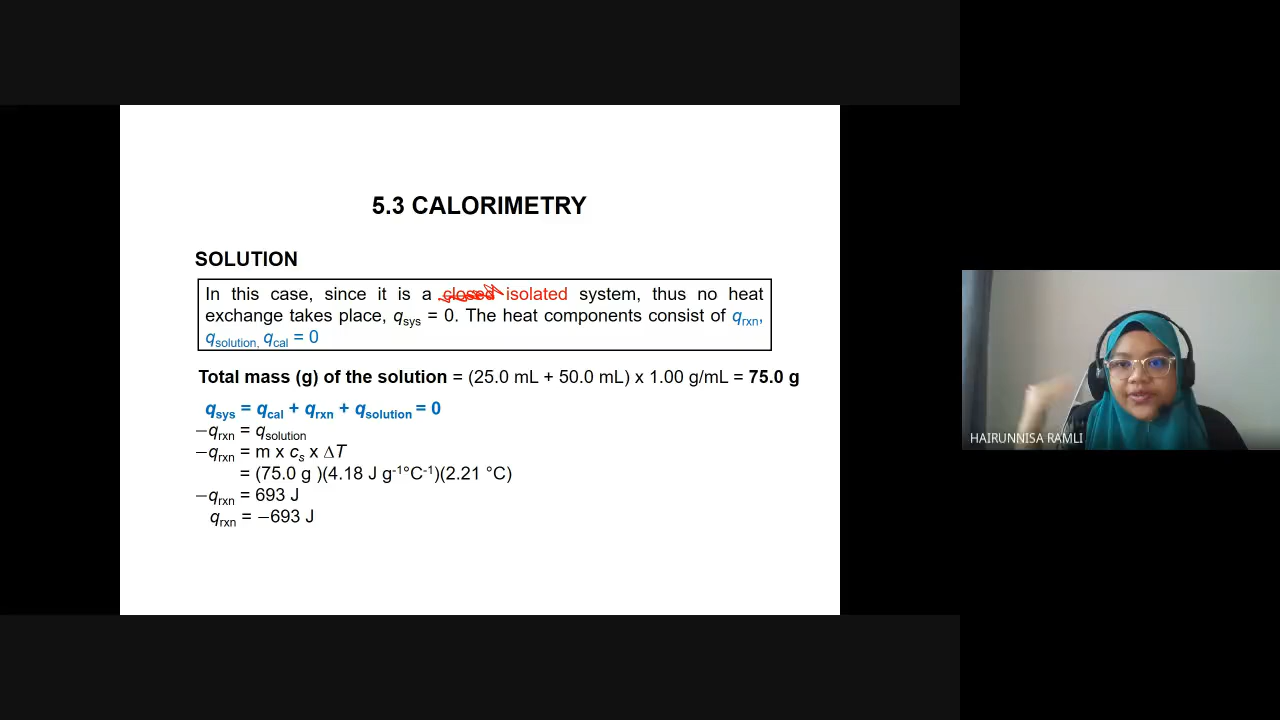 5.3 CALORIMETRY
SOLUTION
In this case, since it is a closed isolated system, thus no heat
exchange takes place, qsys = 0. The heat components consist of qrxn,
qsolution, qcal = 0
Total mass (g) of the solution = (25.0 mL + 50.0 mL) x 1.00 g/mL = 75.0 g
qsys = qcal + qrxn + qsolution = 0
−qrxn = qsolution
−qrxn = m x cs x ΔT
= (75.0 g )(4.18 J g⁻¹°C⁻¹)(2.21 °C)
−qrxn = 693 J
qrxn = −693 J
HAIRUNNISA RAMLI